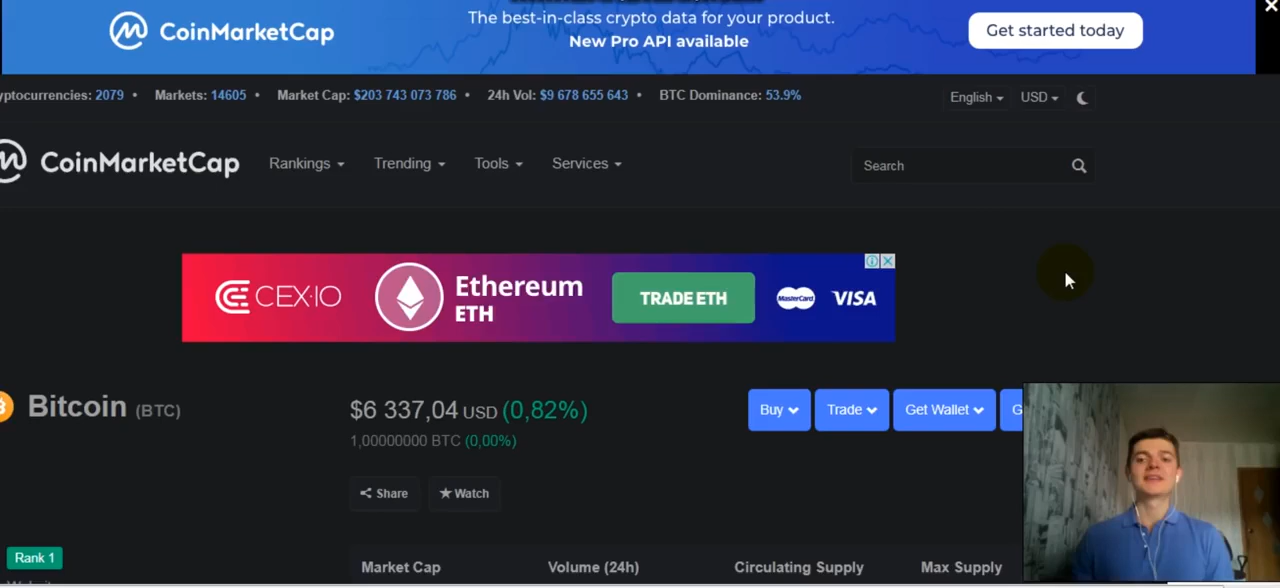 The best-in-class crypto data for your product.
CoinMarketCap
New Pro API available
Get started today
yptocurrencies: 2079 • Markets: 14605 • Market Cap: $203 743 073 786 • 24h Vol: $9 678 655 643 • BTC Dominance: 53.9%
English USD
CoinMarketCap Rankings Trending Tools Services
Search
CEX·IO
Ethereum
ETH
TRADE ETH
MasterCard VISA
Bitcoin (BTC)
$6 337,04 USD (0,82%)
1,00000000 BTC (0,00%)
Buy Trade Get Wallet G
Share Watch
Rank 1
Market Cap Volume (24h) Circulating Supply Max Supply